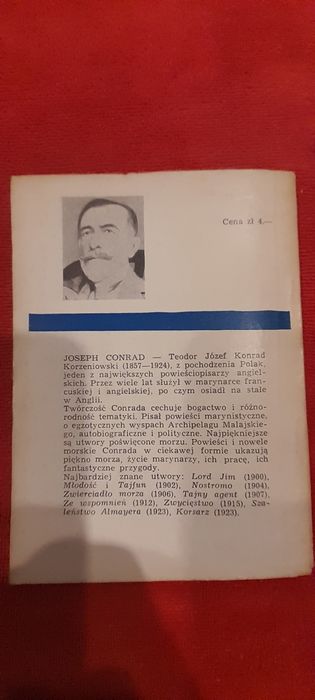 Cena zł 4.—
JOSEPH CONRAD — Teodor Józef Konrad
Korzeniowski (1857—1924), z pochodzenia Polak,
jeden z największych powieściopisarzy angiel-
skich. Przez wiele lat służył w marynarce fran-
cuskiej i angielskiej, po czym osiadł na stałe
w Anglii.
Twórczość Conrada cechuje bogactwo i różno-
rodność tematyki. Pisał powieści marynistyczne,
o egzotycznych wyspach Archipelagu Malajskie-
go, autobiograficzne i polityczne. Najpiękniejsze
są utwory poświęcone morzu. Powieści i nowele
morskie Conrada w ciekawej formie ukazują
piękno morza, życie marynarzy, ich pracę, ich
fantastyczne przygody.
Najbardziej znane utwory: Lord Jim (1900),
Młodość i Tajfun (1902), Nostromo (1904),
Zwierciadło morza (1906), Tajny agent (1907),
Ze wspomnień (1912), Zwycięstwo (1915), Sza-
leństwo Almayera (1923), Korsarz (1923).